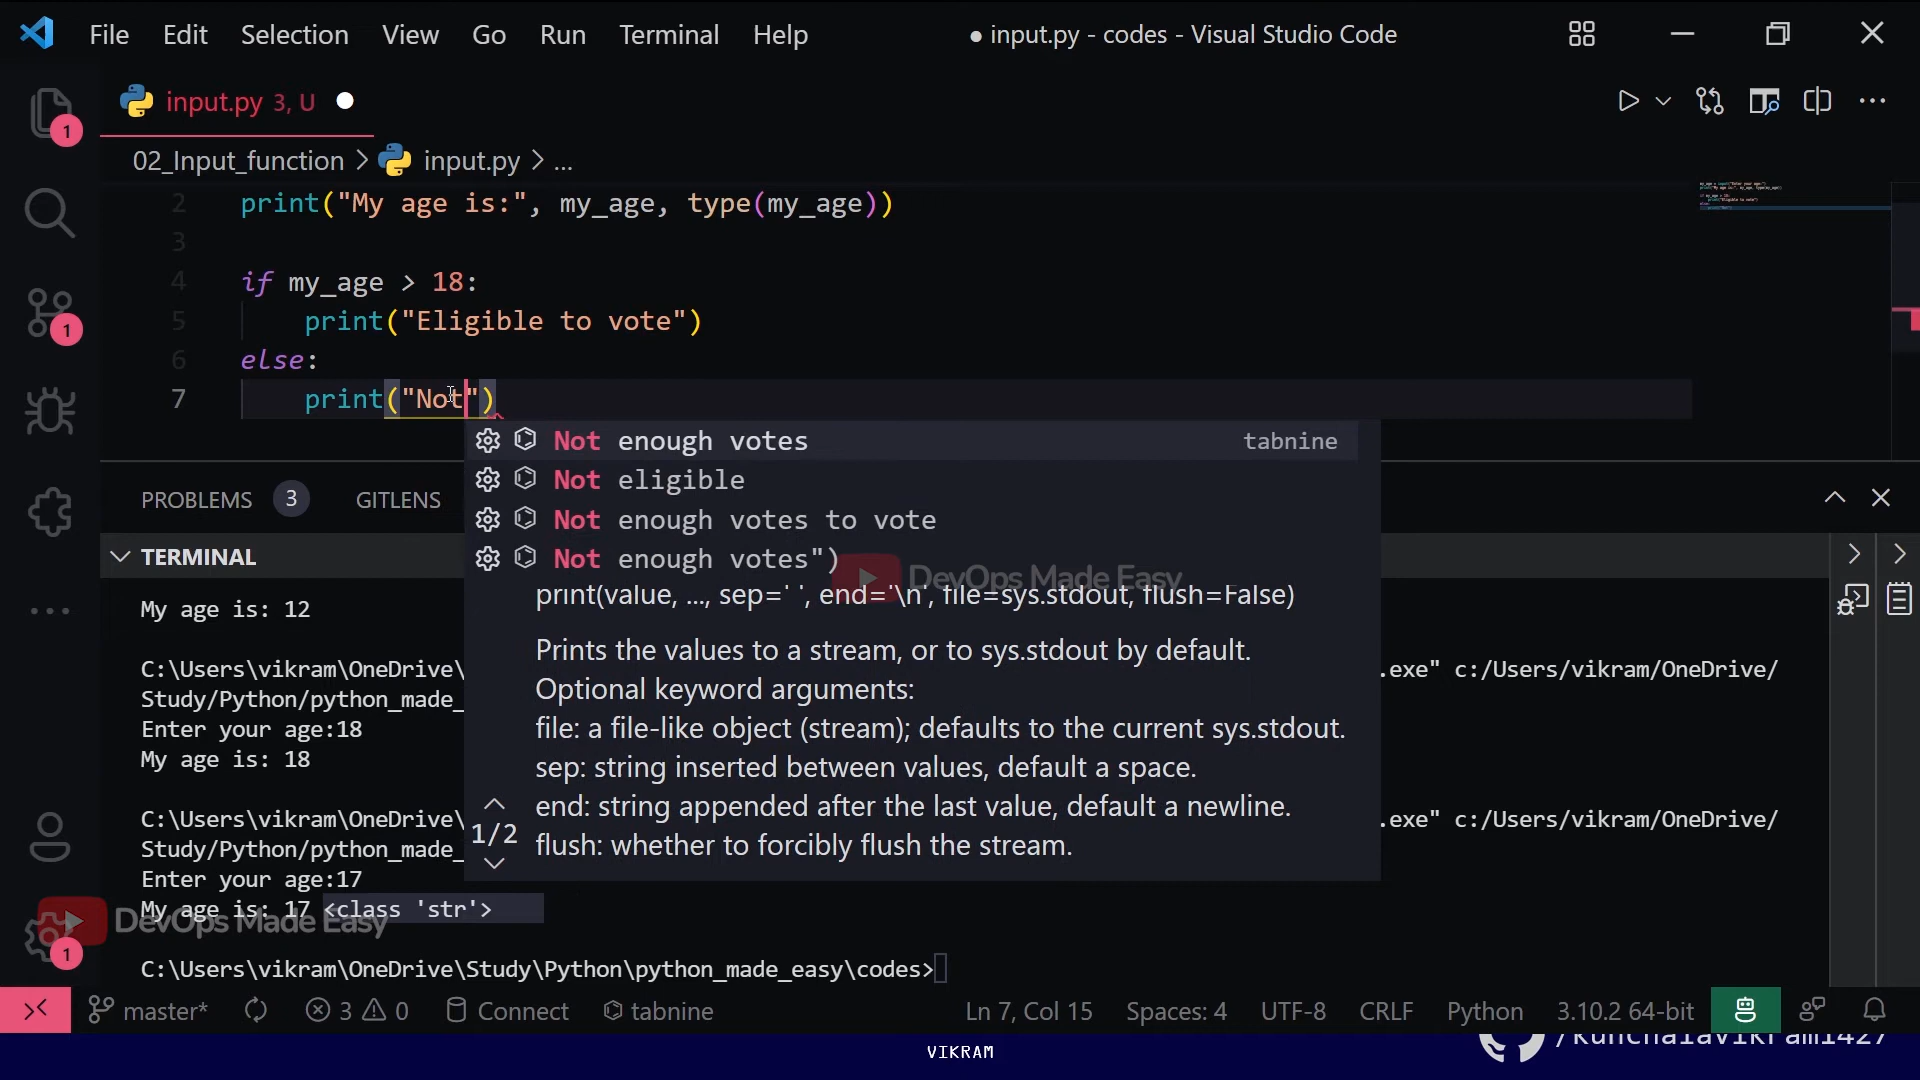 File Edit Selection View Go Run Terminal Help ● input.py - codes - Visual Studio Code
input.py 3, U
1
02_Input_function > input.py > ...
2 print("My age is:", my_age, type(my_age))
3
4 if my_age > 18:
1
5 print("Eligible to vote")
6 else:
7 print("Not")
Not enough votes tabnine
Not eligible
Not enough votes to vote
Not enough votes")
PROBLEMS 3 GITLENS
TERMINAL
DevOps Made Easy
print(value, ..., sep=' ', end='\n', file=sys.stdout, flush=False)
Prints the values to a stream, or to sys.stdout by default.
Optional keyword arguments:
file: a file-like object (stream); defaults to the current sys.stdout.
sep: string inserted between values, default a space.
end: string appended after the last value, default a newline.
flush: whether to forcibly flush the stream.
1/2
My age is: 12
C:\Users\vikram\OneDrive\ .exe" c:/Users/vikram/OneDrive/
Study/Python/python_made_
Enter your age:18
My age is: 18
C:\Users\vikram\OneDrive\ .exe" c:/Users/vikram/OneDrive/
Study/Python/python_made_
Enter your age:17
My age is: 17 <class 'str'>
DevOps Made Easy
1
C:\Users\vikram\OneDrive\Study\Python\python_made_easy\codes>
master* 3 0 Connect tabnine Ln 7, Col 15 Spaces: 4 UTF-8 CRLF Python 3.10.2 64-bit
VIKRAM
/kunchalavikram1427